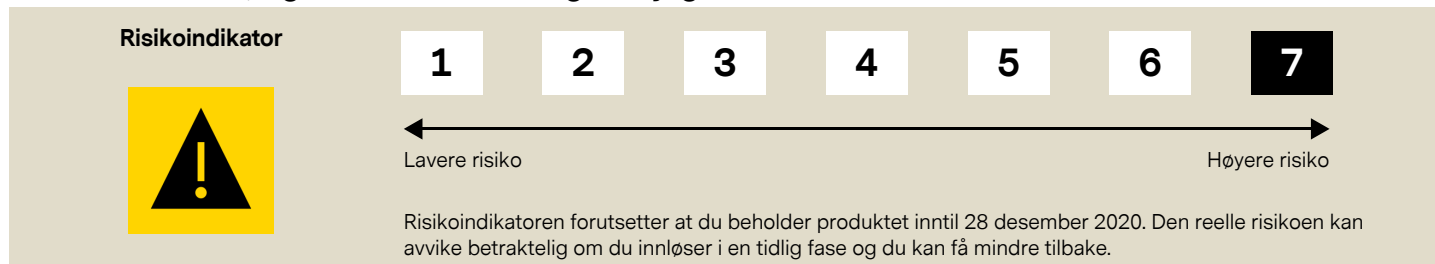 Risikoindikator
1 2 3 4 5 6 7
Lavere risiko Høyere risiko
Risikoindikatoren forutsetter at du beholder produktet inntil 28 desember 2020. Den reelle risikoen kan
avvike betraktelig om du innløser i en tidlig fase og du kan få mindre tilbake.